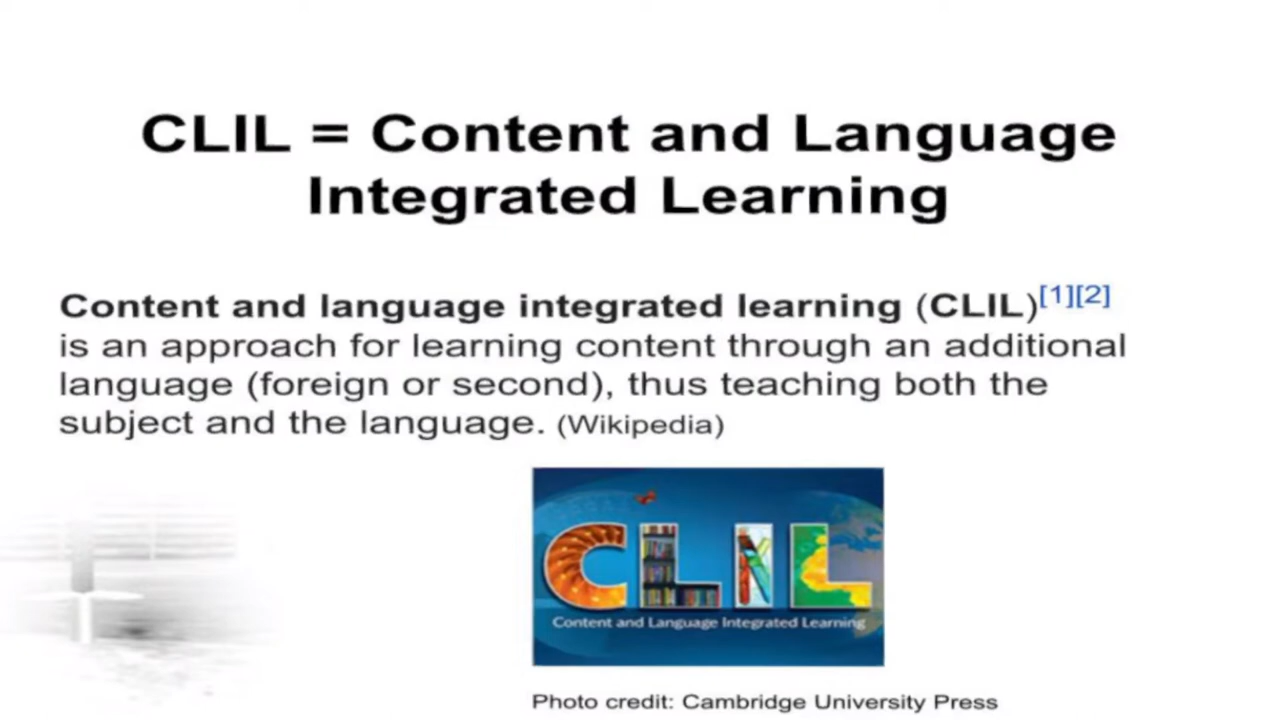 CLIL = Content and Language
Integrated Learning
Content and language integrated learning (CLIL)[1][2]
is an approach for learning content through an additional
language (foreign or second), thus teaching both the
subject and the language. (Wikipedia)
CLIL
Content and Language Integrated Learning
Photo credit: Cambridge University Press